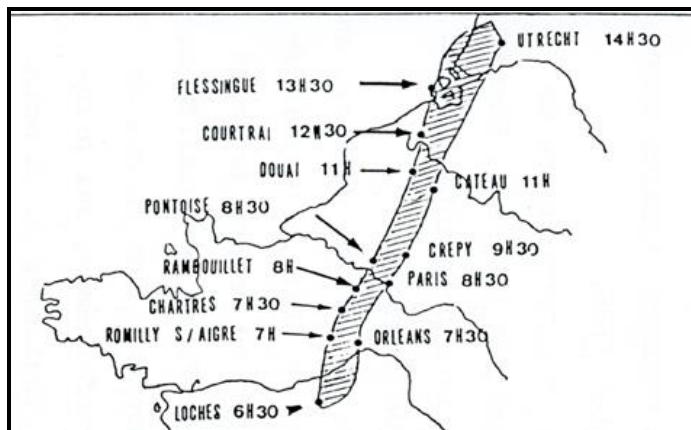 UTRECHT 14H30
FLESSINGUE 13H30
COURTRAI 12H30
DOUAI 11H
CATEAU 11H
PONTOISE 8H30
CREPY 9H30
RAMBOUILLET 8H
PARIS 8H30
CHARTRES 7H30
ROMILLY S/AIGRE 7H
ORLEANS 7H30
LOCHES 6H30